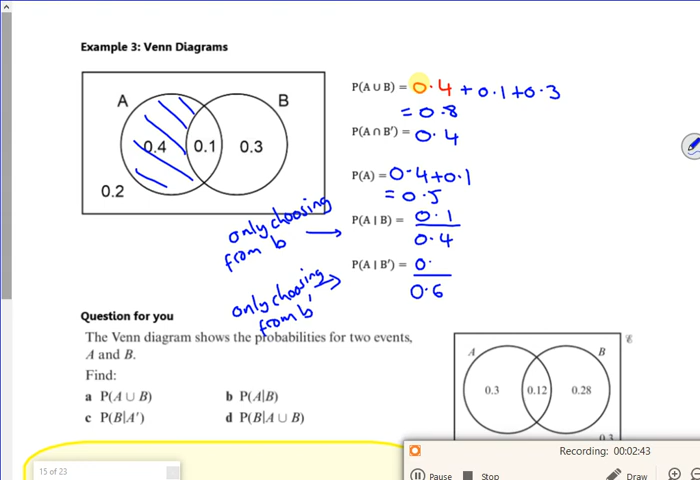 Example 3: Venn Diagrams
A
B
0.4
0.1
0.3
0.2
P(A ∪ B) = 0.4 + 0.1 + 0.3
= 0.8
P(A ∩ B') = 0.4
P(A) = 0.4 + 0.1
= 0.5
only choosing
from b
P(A | B) = 0.1
0.4
only choosing
from b'
P(A | B') = 0.
0.6
Question for you
The Venn diagram shows the probabilities for two events,
A and B.
Find:
a P(A ∪ B)
b P(A|B)
c P(B|A')
d P(B|A ∪ B)
A
B
ℰ
0.3
0.12
0.28
0.3
15 of 23
Recording: 00:02:43
Pause
Stop
Draw